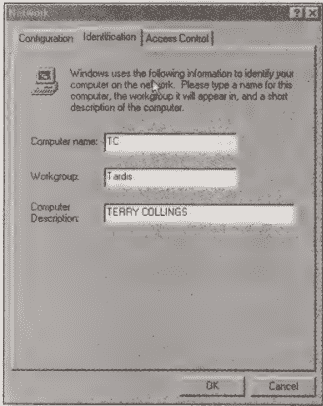 Network
Configuration Identification Access Control
Windows uses the following information to identify your
computer on the network. Please type a name for this
computer, the workgroup it will appear in, and a short
description of the computer.
Computer name: TC
Workgroup: Tardis
Computer
Description: TERRY COLLINGS
OK Cancel